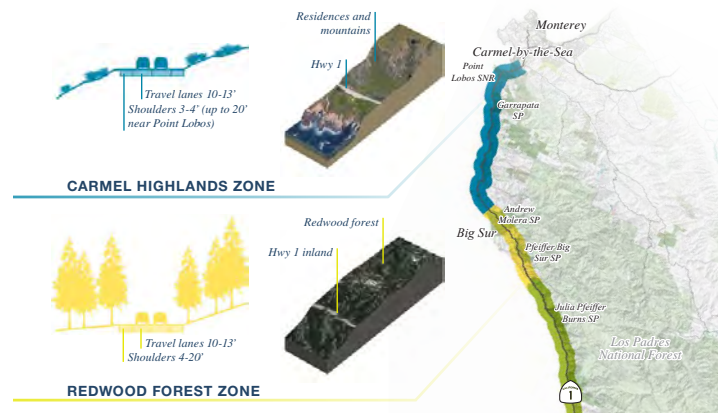 Residences and
mountains
Hwy 1
Travel lanes 10-13'
Shoulders 3-4' (up to 20'
near Point Lobos)
CARMEL HIGHLANDS ZONE
Redwood forest
Hwy 1 inland
Travel lanes 10-13'
Shoulders 4-20'
REDWOOD FOREST ZONE
Monterey
Carmel-by-the-Sea
Point
Lobos SNR
Garrapata
SP
Andrew
Molera SP
Big Sur
Pfeiffer Big
Sur SP
Julia Pfeiffer
Burns SP
Los Padres
National Forest
1